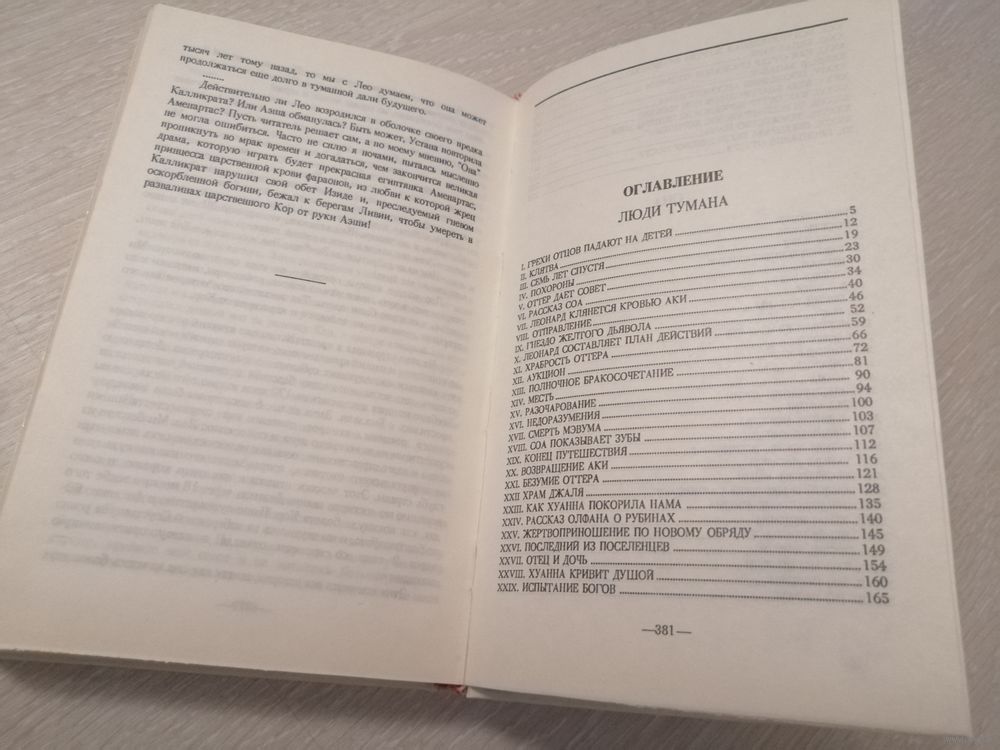 тысяч лет тому назад, то мы с Лео думаем, что она может
продолжаться еще долго в туманной дали будущего.
........
Действительно ли Лео возродился в оболочке своего предка
Калликрата? Или Аэша обманулась? Быть может, Устана повторила
Аменартас? Пусть читатель решает сам, а по моему мнению, "Она"
не могла ошибиться. Часто не сплю я ночами, пытаясь мысленно
проникнуть во мрак времен и догадаться, чем закончится великая
драма, которую играть будет прекрасная египтянка Аменартас,
принцесса царственной крови фараонов, из любви к которой жрец
Калликрат нарушил свой обет Изиде и, преследуемый гневом
оскорбленной богини, бежал к берегам Ливии, чтобы умереть в
развалинах царственного Кор от руки Аэши!
ОГЛАВЛЕНИЕ
ЛЮДИ ТУМАНА
I. ГРЕХИ ОТЦОВ ПАДАЮТ НА ДЕТЕЙ 5
II. КЛЯТВА 12
III. СЕМЬ ЛЕТ СПУСТЯ 19
IV. ПОХОРОНЫ 23
V. ОТТЕР ДАЕТ СОВЕТ 30
VI. РАССКАЗ СОА 34
VII. ЛЕОНАРД КЛЯНЕТСЯ КРОВЬЮ АКИ 40
VIII. ОТПРАВЛЕНИЕ 46
IX. ГНЕЗДО ЖЕЛТОГО ДЬЯВОЛА 52
X. ЛЕОНАРД СОСТАВЛЯЕТ ПЛАН ДЕЙСТВИЙ 59
XI. ХРАБРОСТЬ ОТТЕРА 66
XII. АУКЦИОН 72
XIII. ПОЛНОЧНОЕ БРАКОСОЧЕТАНИЕ 81
XIV. МЕСТЬ 90
XV. РАЗОЧАРОВАНИЕ 94
XVI. НЕДОРАЗУМЕНИЯ 100
XVII. СМЕРТЬ МЭВУМА 103
XVIII. СОА ПОКАЗЫВАЕТ ЗУБЫ 107
XIX. КОНЕЦ ПУТЕШЕСТВИЯ 112
XX. ВОЗВРАЩЕНИЕ АКИ 116
XXI. БЕЗУМИЕ ОТТЕРА 121
XXII ХРАМ ДЖАЛЯ 128
XXIII. КАК ХУАННА ПОКОРИЛА НАМА 135
XXIV. РАССКАЗ ОЛФАНА О РУБИНАХ 140
XXV. ЖЕРТВОПРИНОШЕНИЕ ПО НОВОМУ ОБРЯДУ 145
XXVI. ПОСЛЕДНИЙ ИЗ ПОСЕЛЕНЦЕВ 149
XXVII. ОТЕЦ И ДОЧЬ 154
XXVIII. ХУАННА КРИВИТ ДУШОЙ 160
XXIX. ИСПЫТАНИЕ БОГОВ 165
—381—